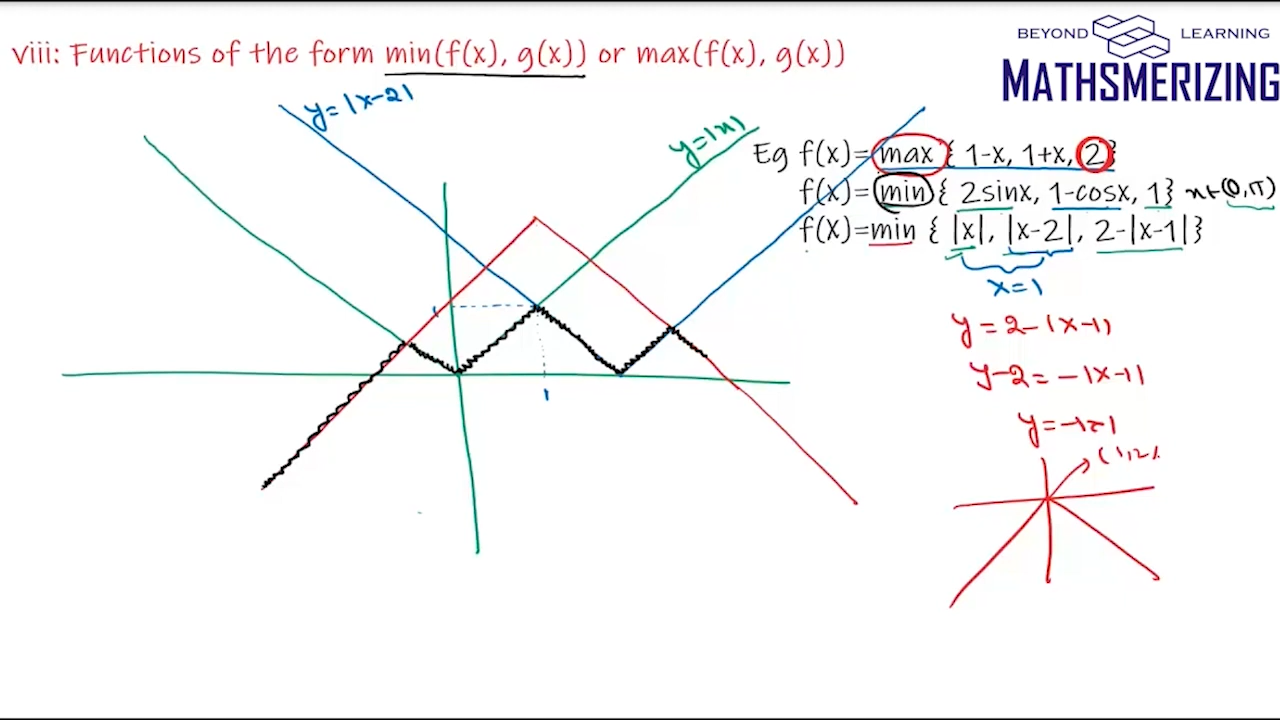 viii: Functions of the form min(f(x), g(x)) or max(f(x), g(x))
BEYOND LEARNING
MATHSMERIZING
y=|x-2|
y=|x|
Eg f(x)= max { 1-x, 1+x, 2}
f(x)= min { 2sinx, 1-cosx, 1} x∈(0,π)
f(x)=min { |x|, |x-2|, 2-|x-1|}
x=1
y=2-|x-1|
y-2=-|x-1|
y=-|x|
(1,2)
1
1